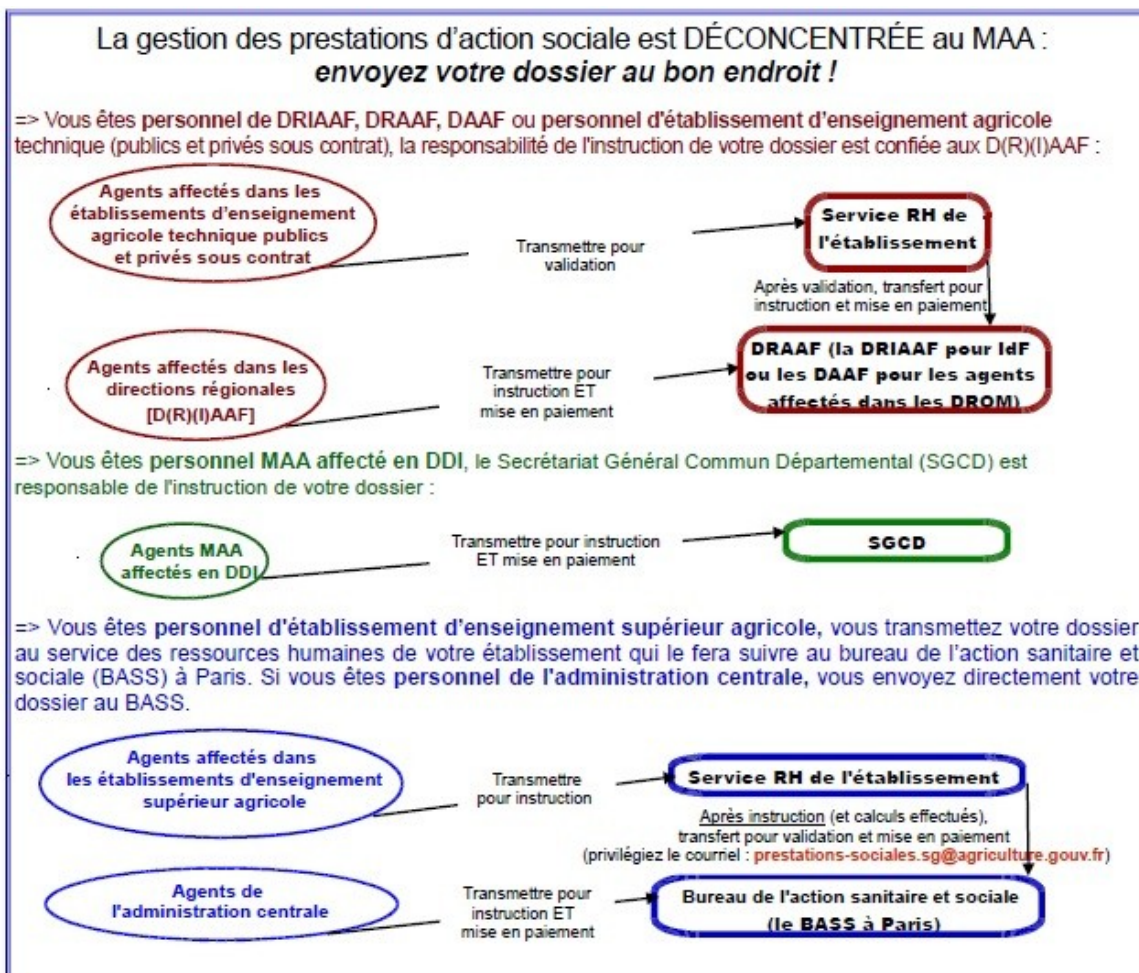 La gestion des prestations d'action sociale est DÉCONCENTRÉE au MAA :
envoyez votre dossier au bon endroit !
=> Vous êtes personnel de DRIAAF, DRAAF, DAAF ou personnel d'établissement d'enseignement agricole
technique (publics et privés sous contrat), la responsabilité de l'instruction de votre dossier est confiée aux D(R)(I)AAF :
Agents affectés dans les
établissements d'enseignement
agricole technique publics
et privés sous contrat
Transmettre pour
validation
Service RH de
l'établissement
Après validation, transfert pour
instruction et mise en paiement
Agents affectés dans les
directions régionales
[D(R)(I)AAF]
Transmettre pour
instruction ET
mise en paiement
DRAAF (la DRIAAF pour IdF
ou les DAAF pour les agents
affectés dans les DROM)
=> Vous êtes personnel MAA affecté en DDI, le Secrétariat Général Commun Départemental (SGCD) est
responsable de l'instruction de votre dossier :
Agents MAA
affectés en DDI
Transmettre pour instruction
ET mise en paiement
SGCD
=> Vous êtes personnel d'établissement d'enseignement supérieur agricole, vous transmettez votre dossier
au service des ressources humaines de votre établissement qui le fera suivre au bureau de l'action sanitaire et
sociale (BASS) à Paris. Si vous êtes personnel de l'administration centrale, vous envoyez directement votre
dossier au BASS.
Agents affectés dans
les établissements d'enseignement
supérieur agricole
Transmettre
pour instruction
Service RH de l'établissement
Après instruction (et calculs effectués),
transfert pour validation et mise en paiement
(privilégiez le courriel : prestations-sociales.sg@agriculture.gouv.fr)
Agents de
l'administration centrale
Transmettre pour
instruction ET
mise en paiement
Bureau de l'action sanitaire et sociale
(le BASS à Paris)